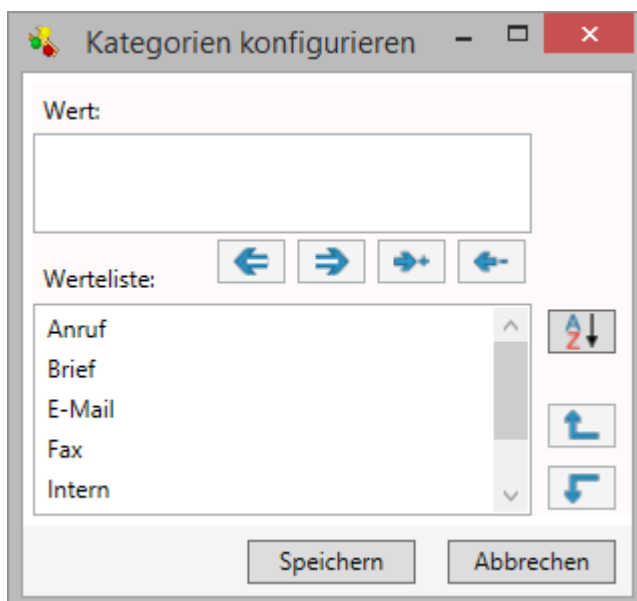 Kategorien konfigurieren
Wert:
Werteliste:
Anruf
Brief
E-Mail
Fax
Intern
A
Z
Speichern
Abbrechen